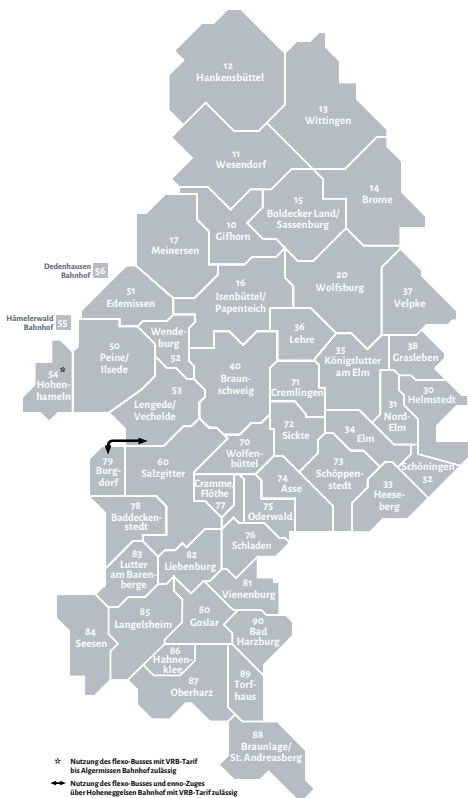 12
Hankensbüttel
13
Wittingen
11
Wesendorf
14
Brome
15
Boldecker Land/
Sassenburg
10
Gifhorn
17
Meinersen
Dedenhausen
Bahnhof
56
16
Isenbüttel/
Papenteich
20
Wolfsburg
37
Velpke
51
Edemissen
Hämelerwald
Bahnhof
55
50
Peine/
Ilsede
Wende-
burg
52
36
Lehre
35
Königslutter
am Elm
38
Grasleben
54*
Hohen-
hameln
40
Braun-
schweig
71
Cremlingen
30
Helmstedt
31
Nord-
Elm
53
Lengede/
Vechelde
72
Sickte
34 Elm
70
Wolfen-
büttel
73
Schöppen-
stedt
Schöningen
32
79
Burg-
dorf
60
Salzgitter
74
Asse
33
Heese-
berg
Cramme,
Flöthe
77
75
Oderwald
78
Baddecken-
stedt
76
Schladen
83
Lutter
am Baren-
berge
82
Liebenburg
81
Vienenburg
84
Seesen
85
Langelsheim
80
Goslar
90
Bad
Harzburg
86
Hahnen-
klee
87
Oberharz
89
Torf-
haus
88
Braunlage/
St. Andreasberg
* Nutzung des flexo-Busses mit VRB-Tarif
bis Algermissen Bahnhof zulässig
Nutzung des flexo-Busses und enno-Zuges
über Hoheneggelsen Bahnhof mit VRB-Tarif zulässig